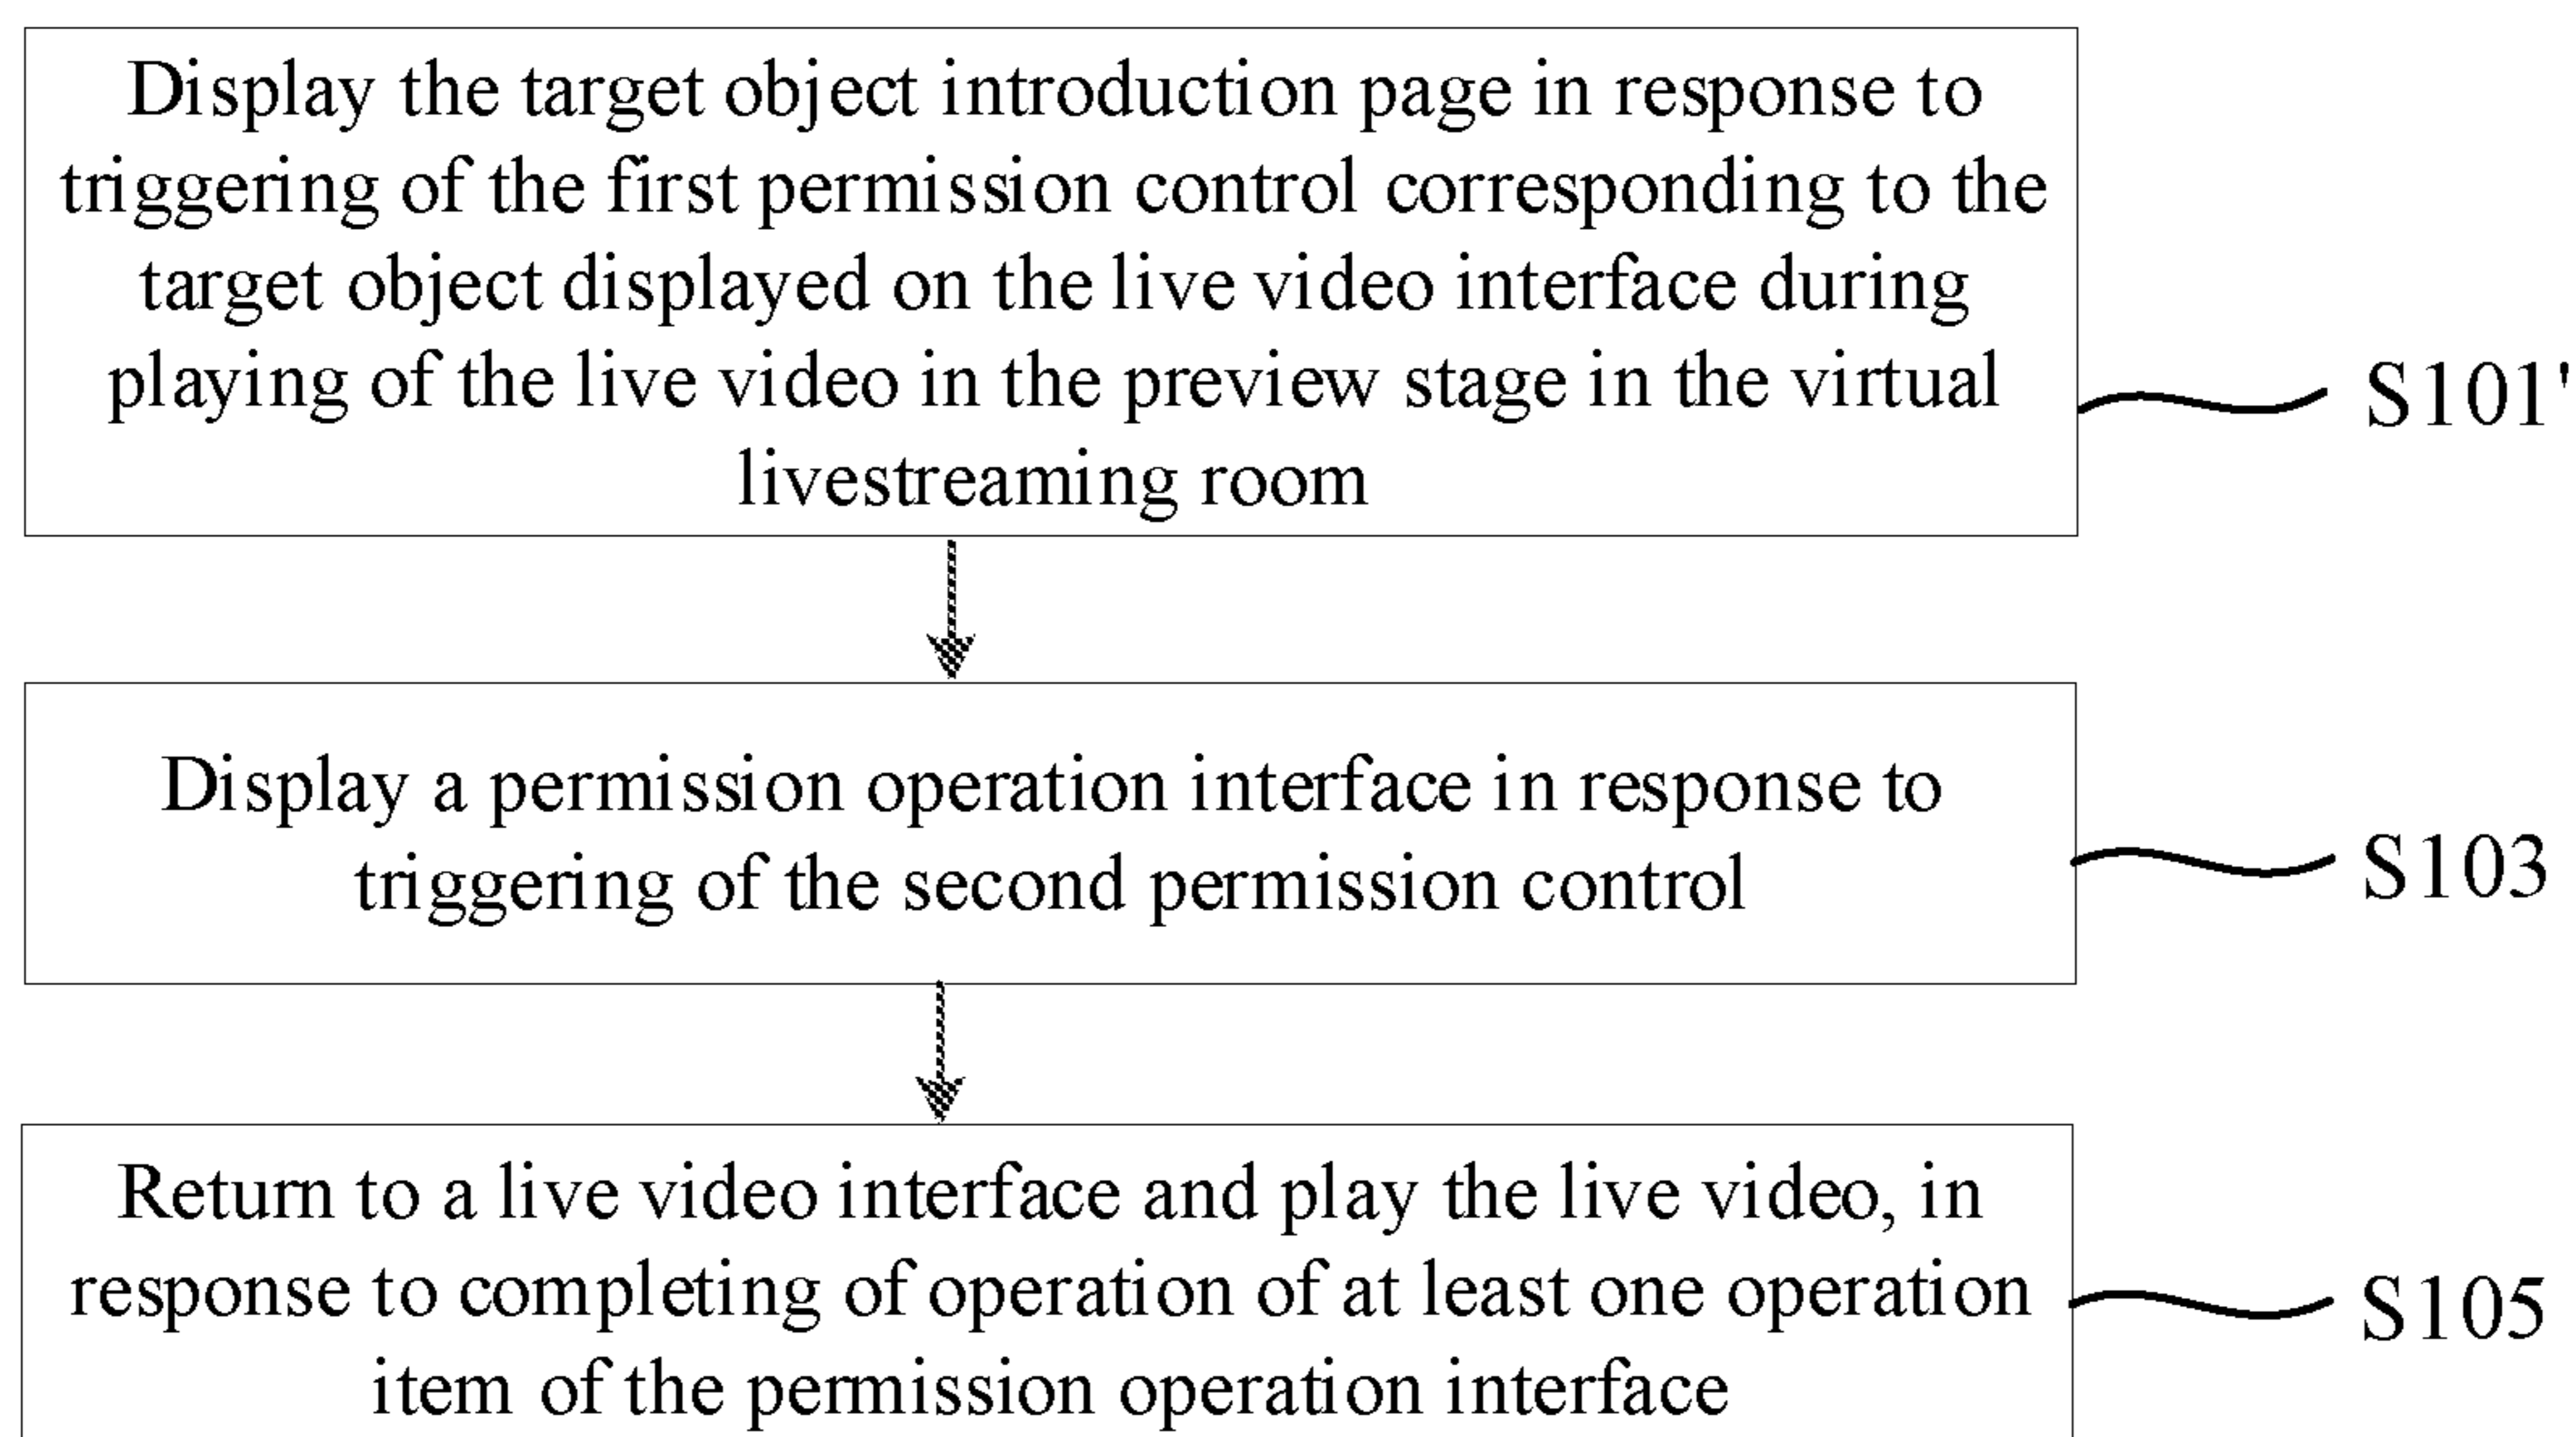 Display the target object introduction page in response to
triggering of the first permission control corresponding to the
target object displayed on the live video interface during
playing of the live video in the preview stage in the virtual
livestreaming room
S101'
Display a permission operation interface in response to
triggering of the second permission control
S103
Return to a live video interface and play the live video, in
response to completing of operation of at least one operation
item of the permission operation interface
S105